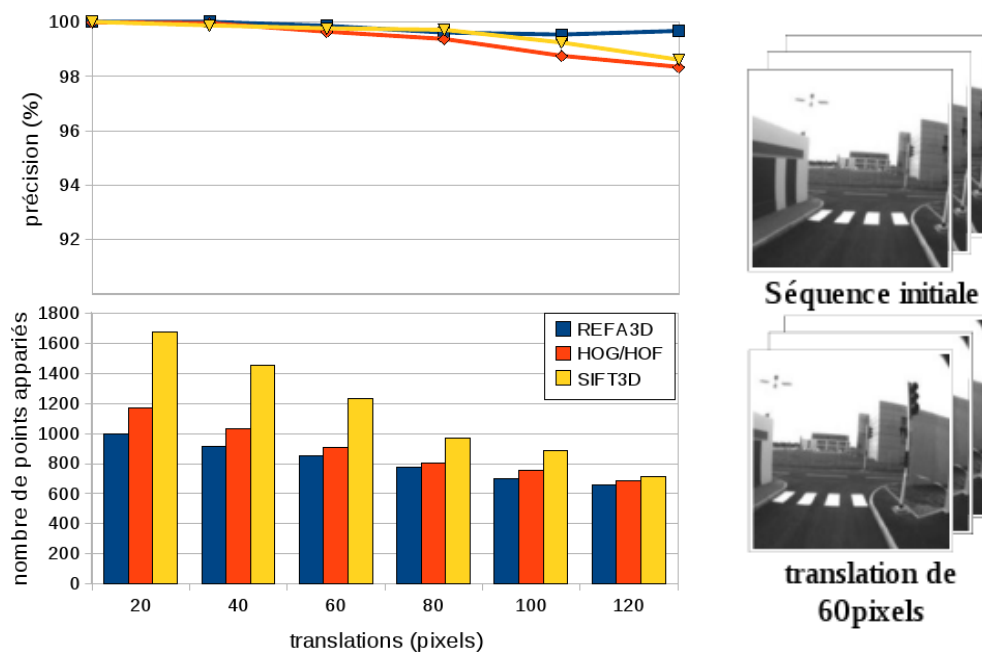 100
98
96
94
92
précision (%)
1800
1600
1400
1200
1000
800
600
400
200
0
nombre de points appariés
REFA3D
HOG/HOF
SIFT3D
20 40 60 80 100 120
translations (pixels)
Séquence initiale
translation de
60pixels